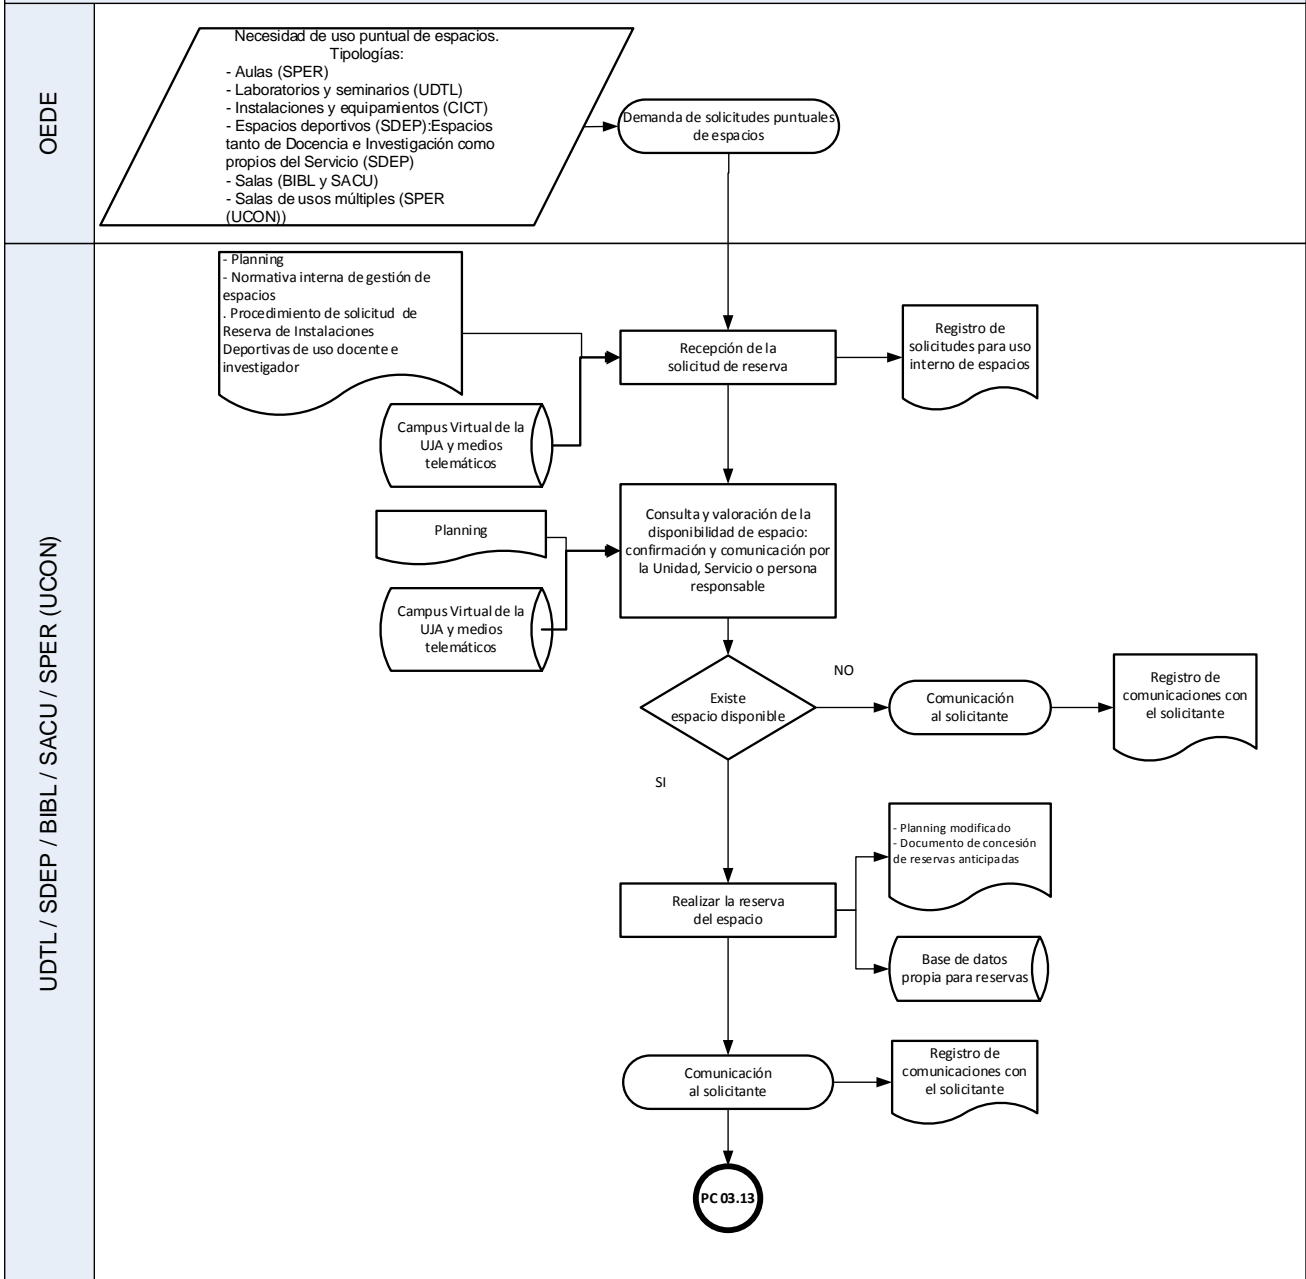 OEDE
Necesidad de uso puntual de espacios.
Tipologías:
- Aulas (SPER)
- Laboratorios y seminarios (UDTL)
- Instalaciones y equipamientos (CICT)
- Espacios deportivos (SDEP):Espacios
tanto de Docencia e Investigación como
propios del Servicio (SDEP)
- Salas (BIBL y SACU)
- Salas de usos múltiples (SPER
(UCON))
Demanda de solicitudes puntuales
de espacios
UDTL / SDEP / BIBL / SACU / SPER (UCON)
- Planning
- Normativa interna de gestión de
espacios
. Procedimiento de solicitud de
Reserva de Instalaciones
Deportivas de uso docente e
investigador
Recepción de la
solicitud de reserva
Registro de
solicitudes para uso
interno de espacios
Campus Virtual de la
UJA y medios
telemáticos
Planning
Consulta y valoración de la
disponibilidad de espacio:
confirmación y comunicación por
la Unidad, Servicio o persona
responsable
Campus Virtual de la
UJA y medios
telemáticos
Existe
espacio disponible
NO
Comunicación
al solicitante
Registro de
comunicaciones con
el solicitante
SI
- Planning modificado
- Documento de concesión
de reservas anticipadas
Realizar la reserva
del espacio
Base de datos
propia para reservas
Comunicación
al solicitante
Registro de
comunicaciones con
el solicitante
PC 03.13